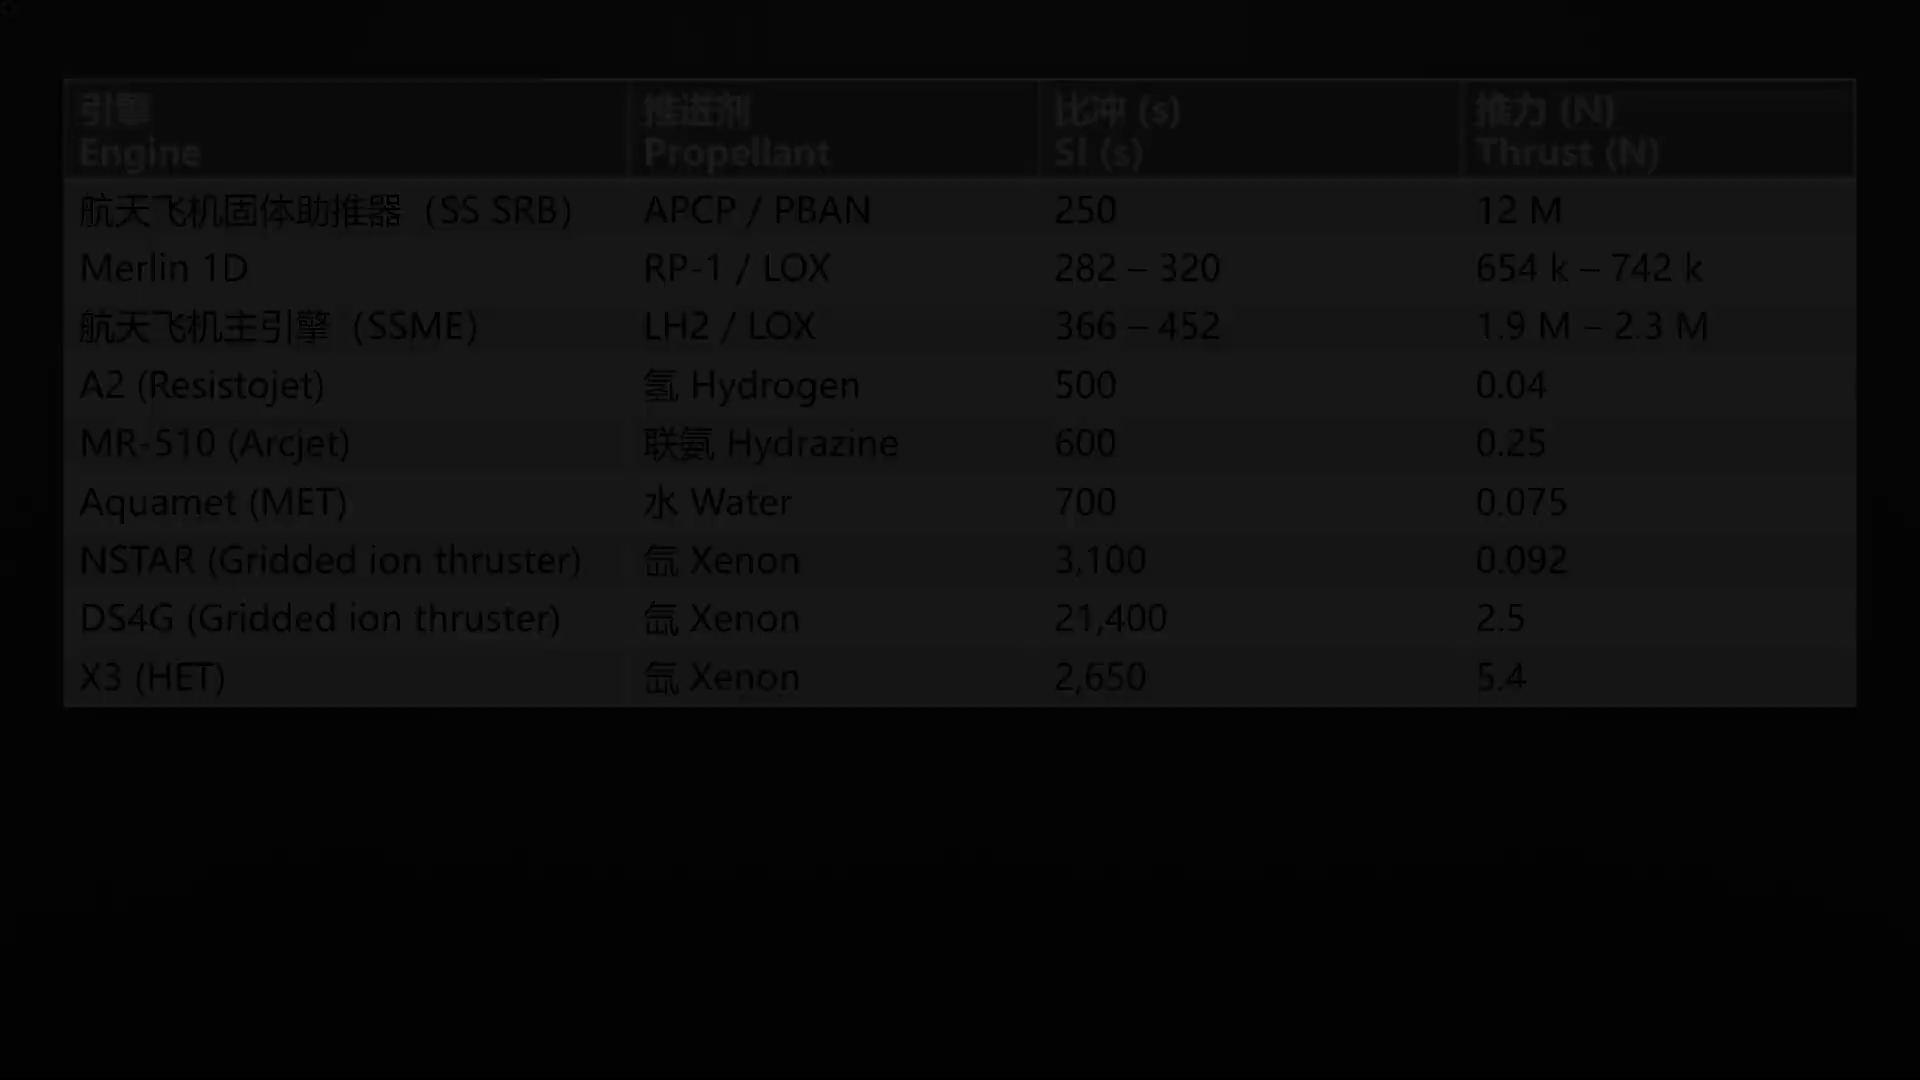 引擎 推进剂 比冲 (s) 推力 (N)
Engine Propellant SI (s) Thrust (N)
航天飞机固体助推器（SS SRB） APCP / PBAN 250 12 M
Merlin 1D RP-1 / LOX 282 – 320 654 k – 742 k
航天飞机主引擎（SSME） LH2 / LOX 366 – 452 1.9 M – 2.3 M
A2 (Resistojet) 氢 Hydrogen 500 0.04
MR-510 (Arcjet) 联氨 Hydrazine 600 0.25
Aquamet (MET) 水 Water 700 0.075
NSTAR (Gridded ion thruster) 氙 Xenon 3,100 0.092
DS4G (Gridded ion thruster) 氙 Xenon 21,400 2.5
X3 (HET) 氙 Xenon 2,650 5.4